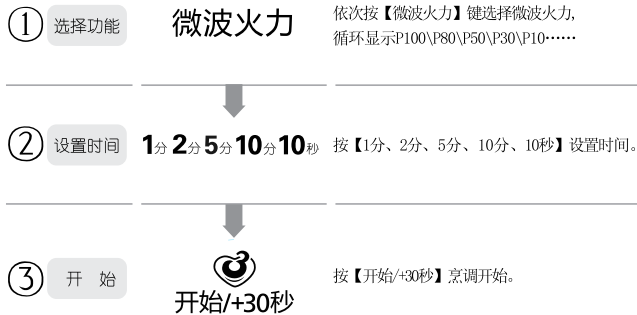 ① 选择功能
微波火力
依次按【微波火力】键选择微波火力,
循环显示P100\P80\P50\P30\P10……
② 设置时间
1分 2分 5分 10分 10秒
按【1分、2分、5分、10分、10秒】设置时间。
③ 开 始
开始/+30秒
按【开始/+30秒】烹调开始。